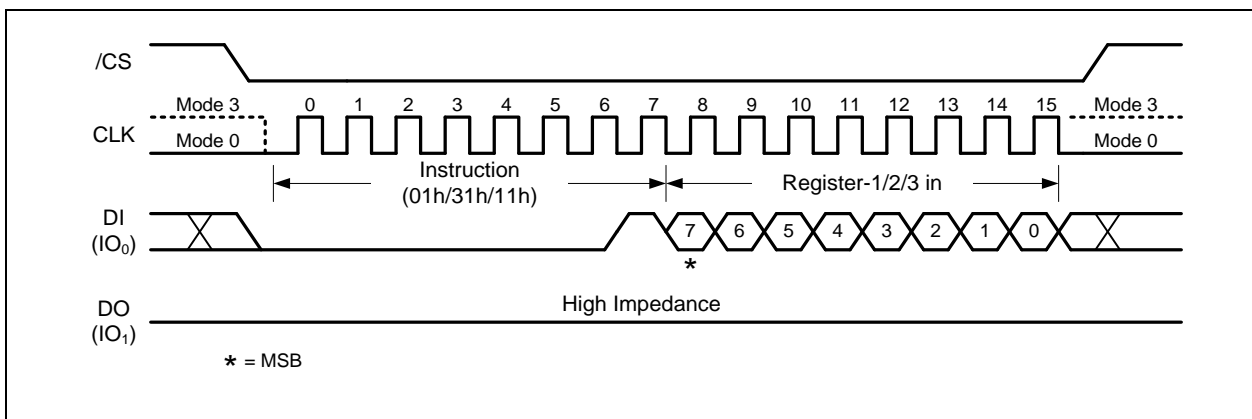 /CS
Mode 3 0 1 2 3 4 5 6 7 8 9 10 11 12 13 14 15 Mode 3
CLK Mode 0 Mode 0
Instruction
(01h/31h/11h)
Register-1/2/3 in
DI
(IO₀)
7 6 5 4 3 2 1 0
*
High Impedance
DO
(IO₁)
* = MSB